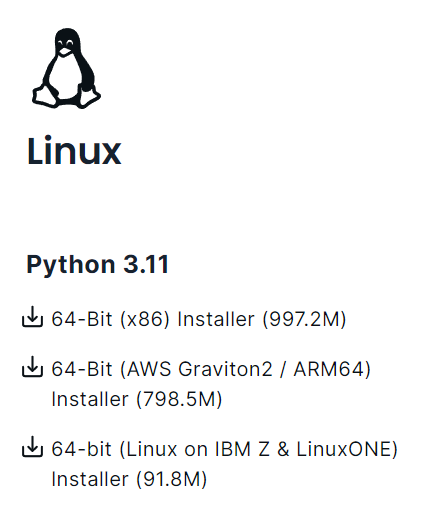 Linux
Python 3.11
64-Bit (x86) Installer (997.2M)
64-Bit (AWS Graviton2 / ARM64)
Installer (798.5M)
64-bit (Linux on IBM Z & LinuxONE)
Installer (91.8M)